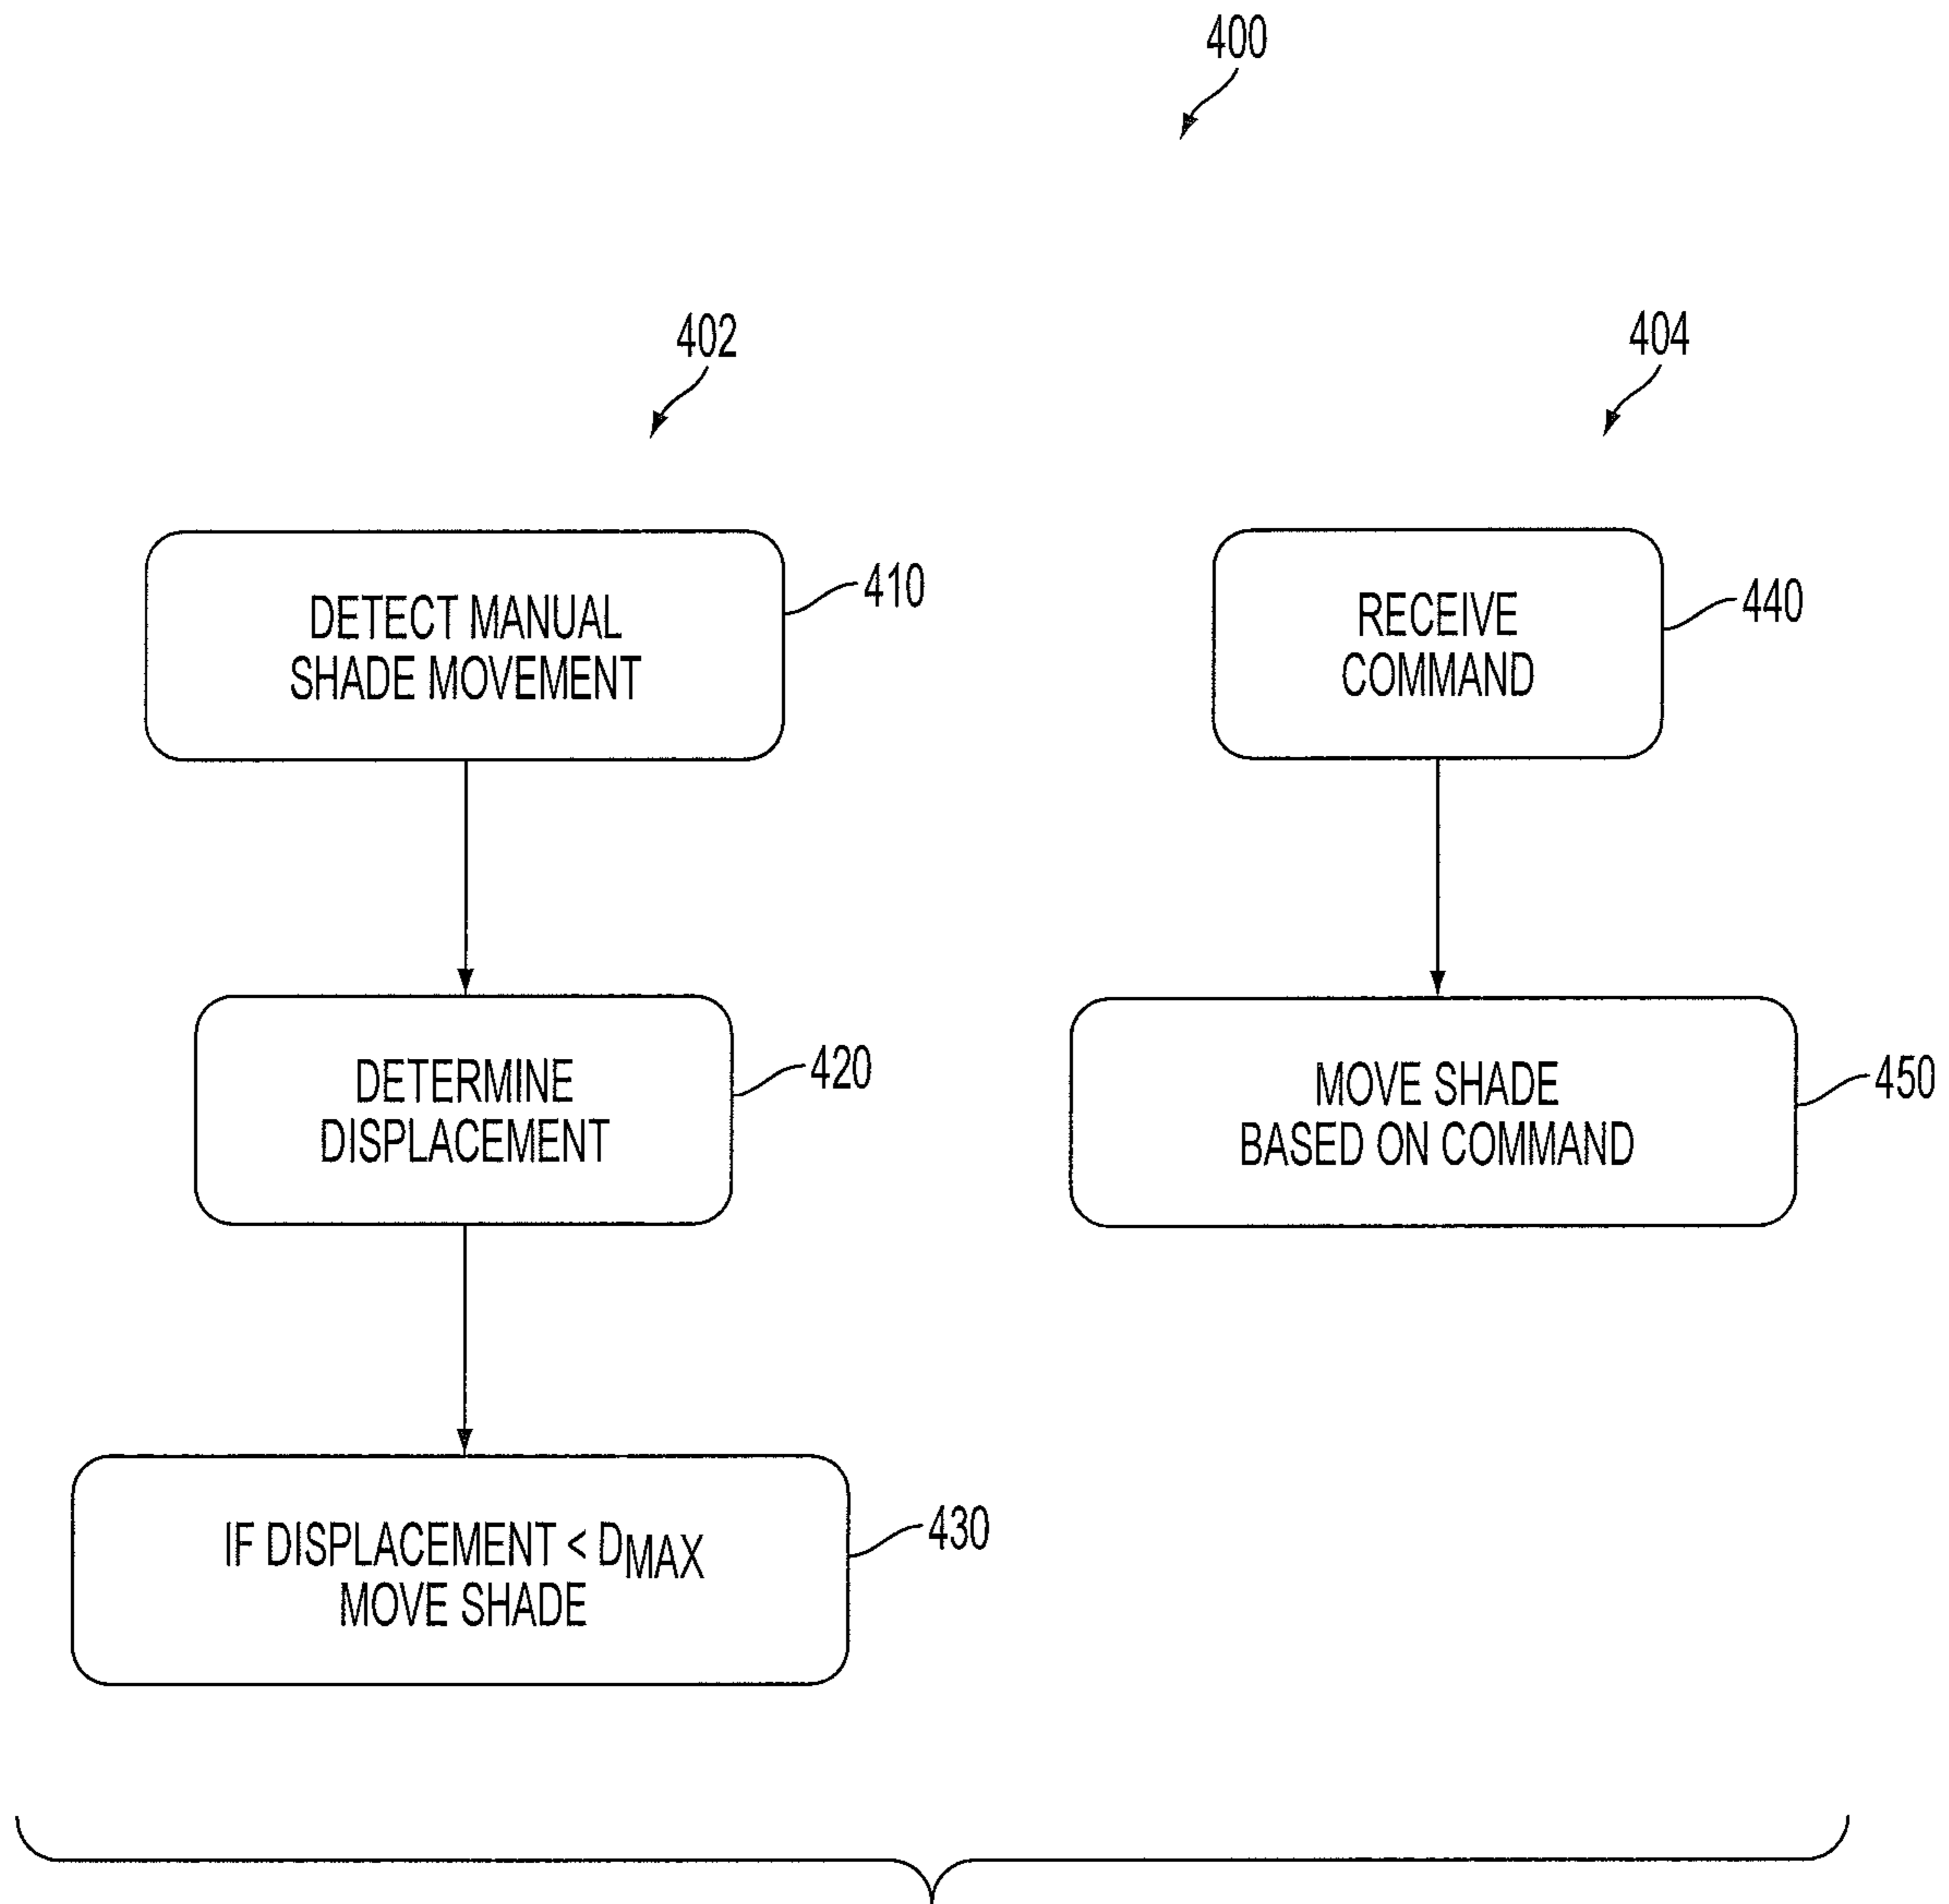 400
402
404
DETECT MANUAL
SHADE MOVEMENT
410
RECEIVE
COMMAND
440
DETERMINE
DISPLACEMENT
420
MOVE SHADE
BASED ON COMMAND
450
IF DISPLACEMENT < DMAX
MOVE SHADE
430